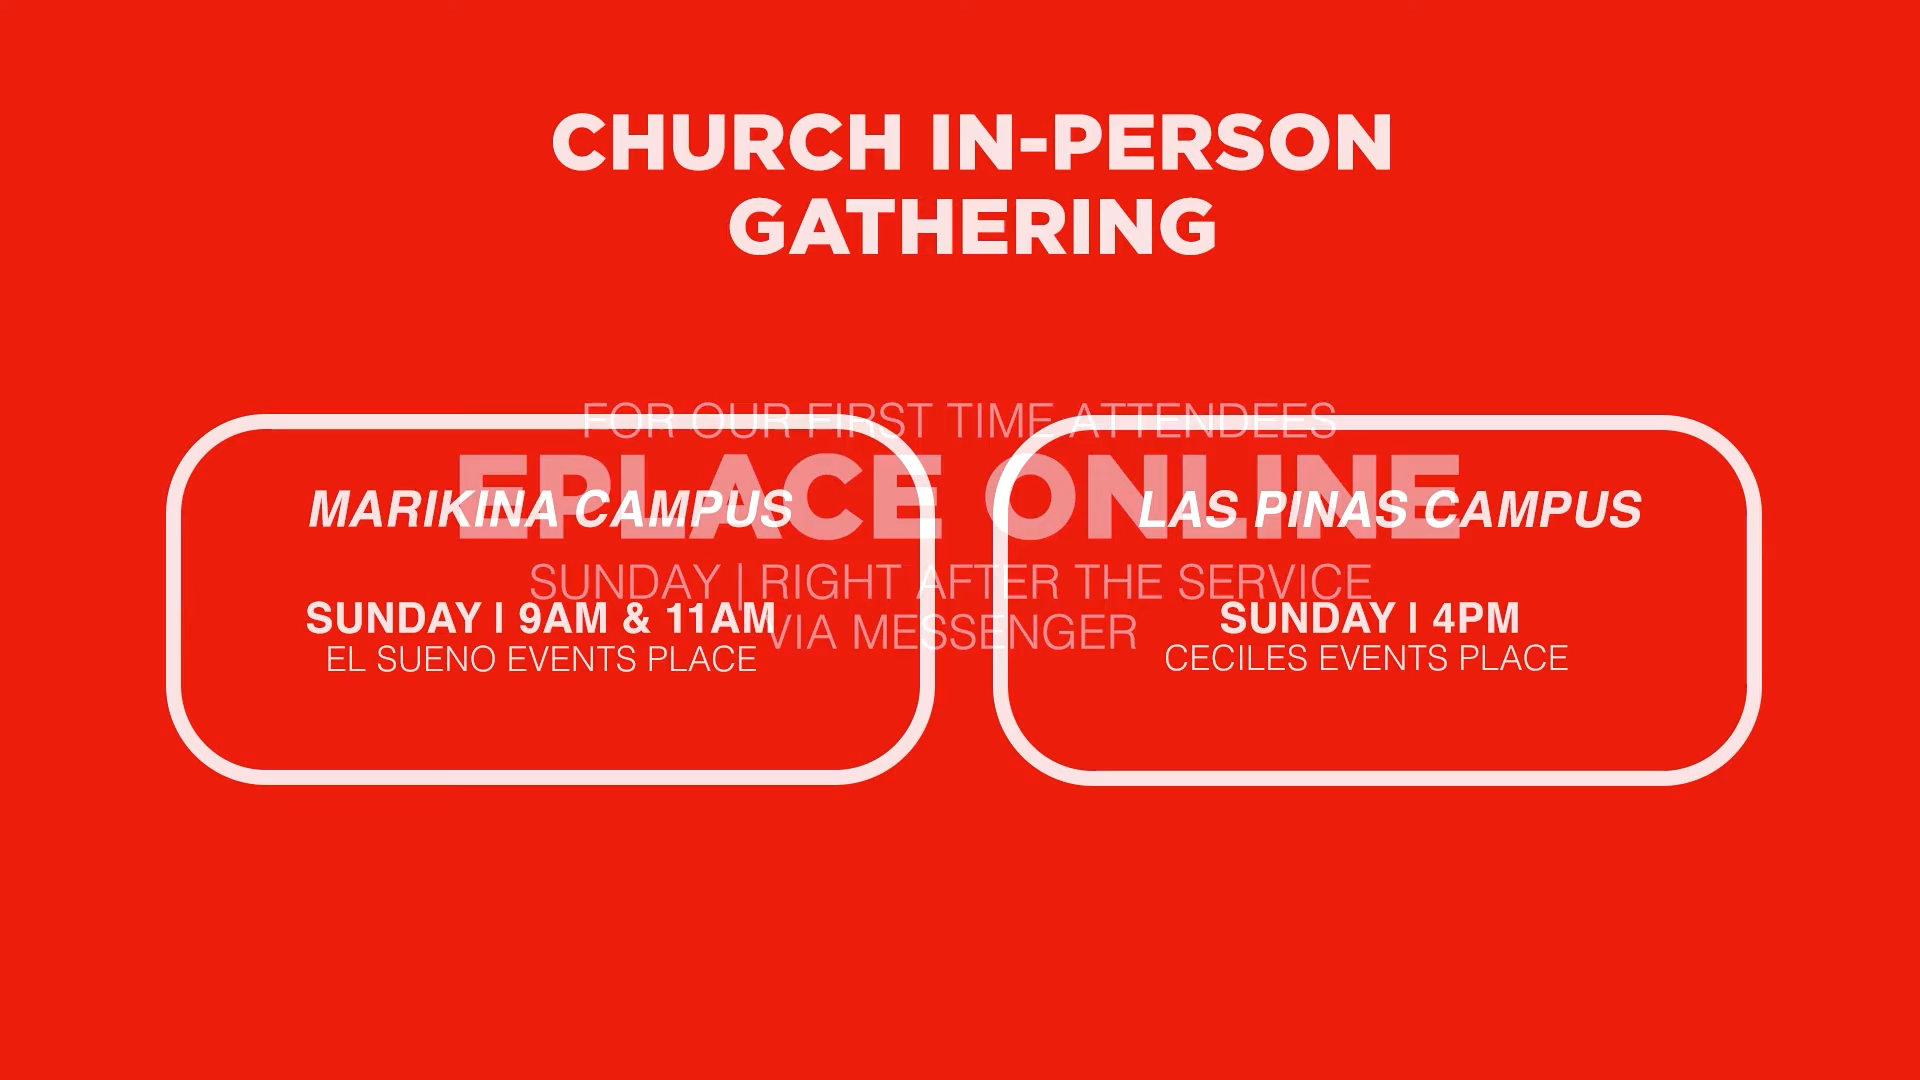 CHURCH IN-PERSON
GATHERING
FOR OUR FIRST TIME ATTENDEES
EPLACE ONLINE
SUNDAY | RIGHT AFTER THE SERVICE
VIA MESSENGER
MARIKINA CAMPUS
SUNDAY | 9AM & 11AM
EL SUENO EVENTS PLACE
LAS PINAS CAMPUS
SUNDAY | 4PM
CECILES EVENTS PLACE